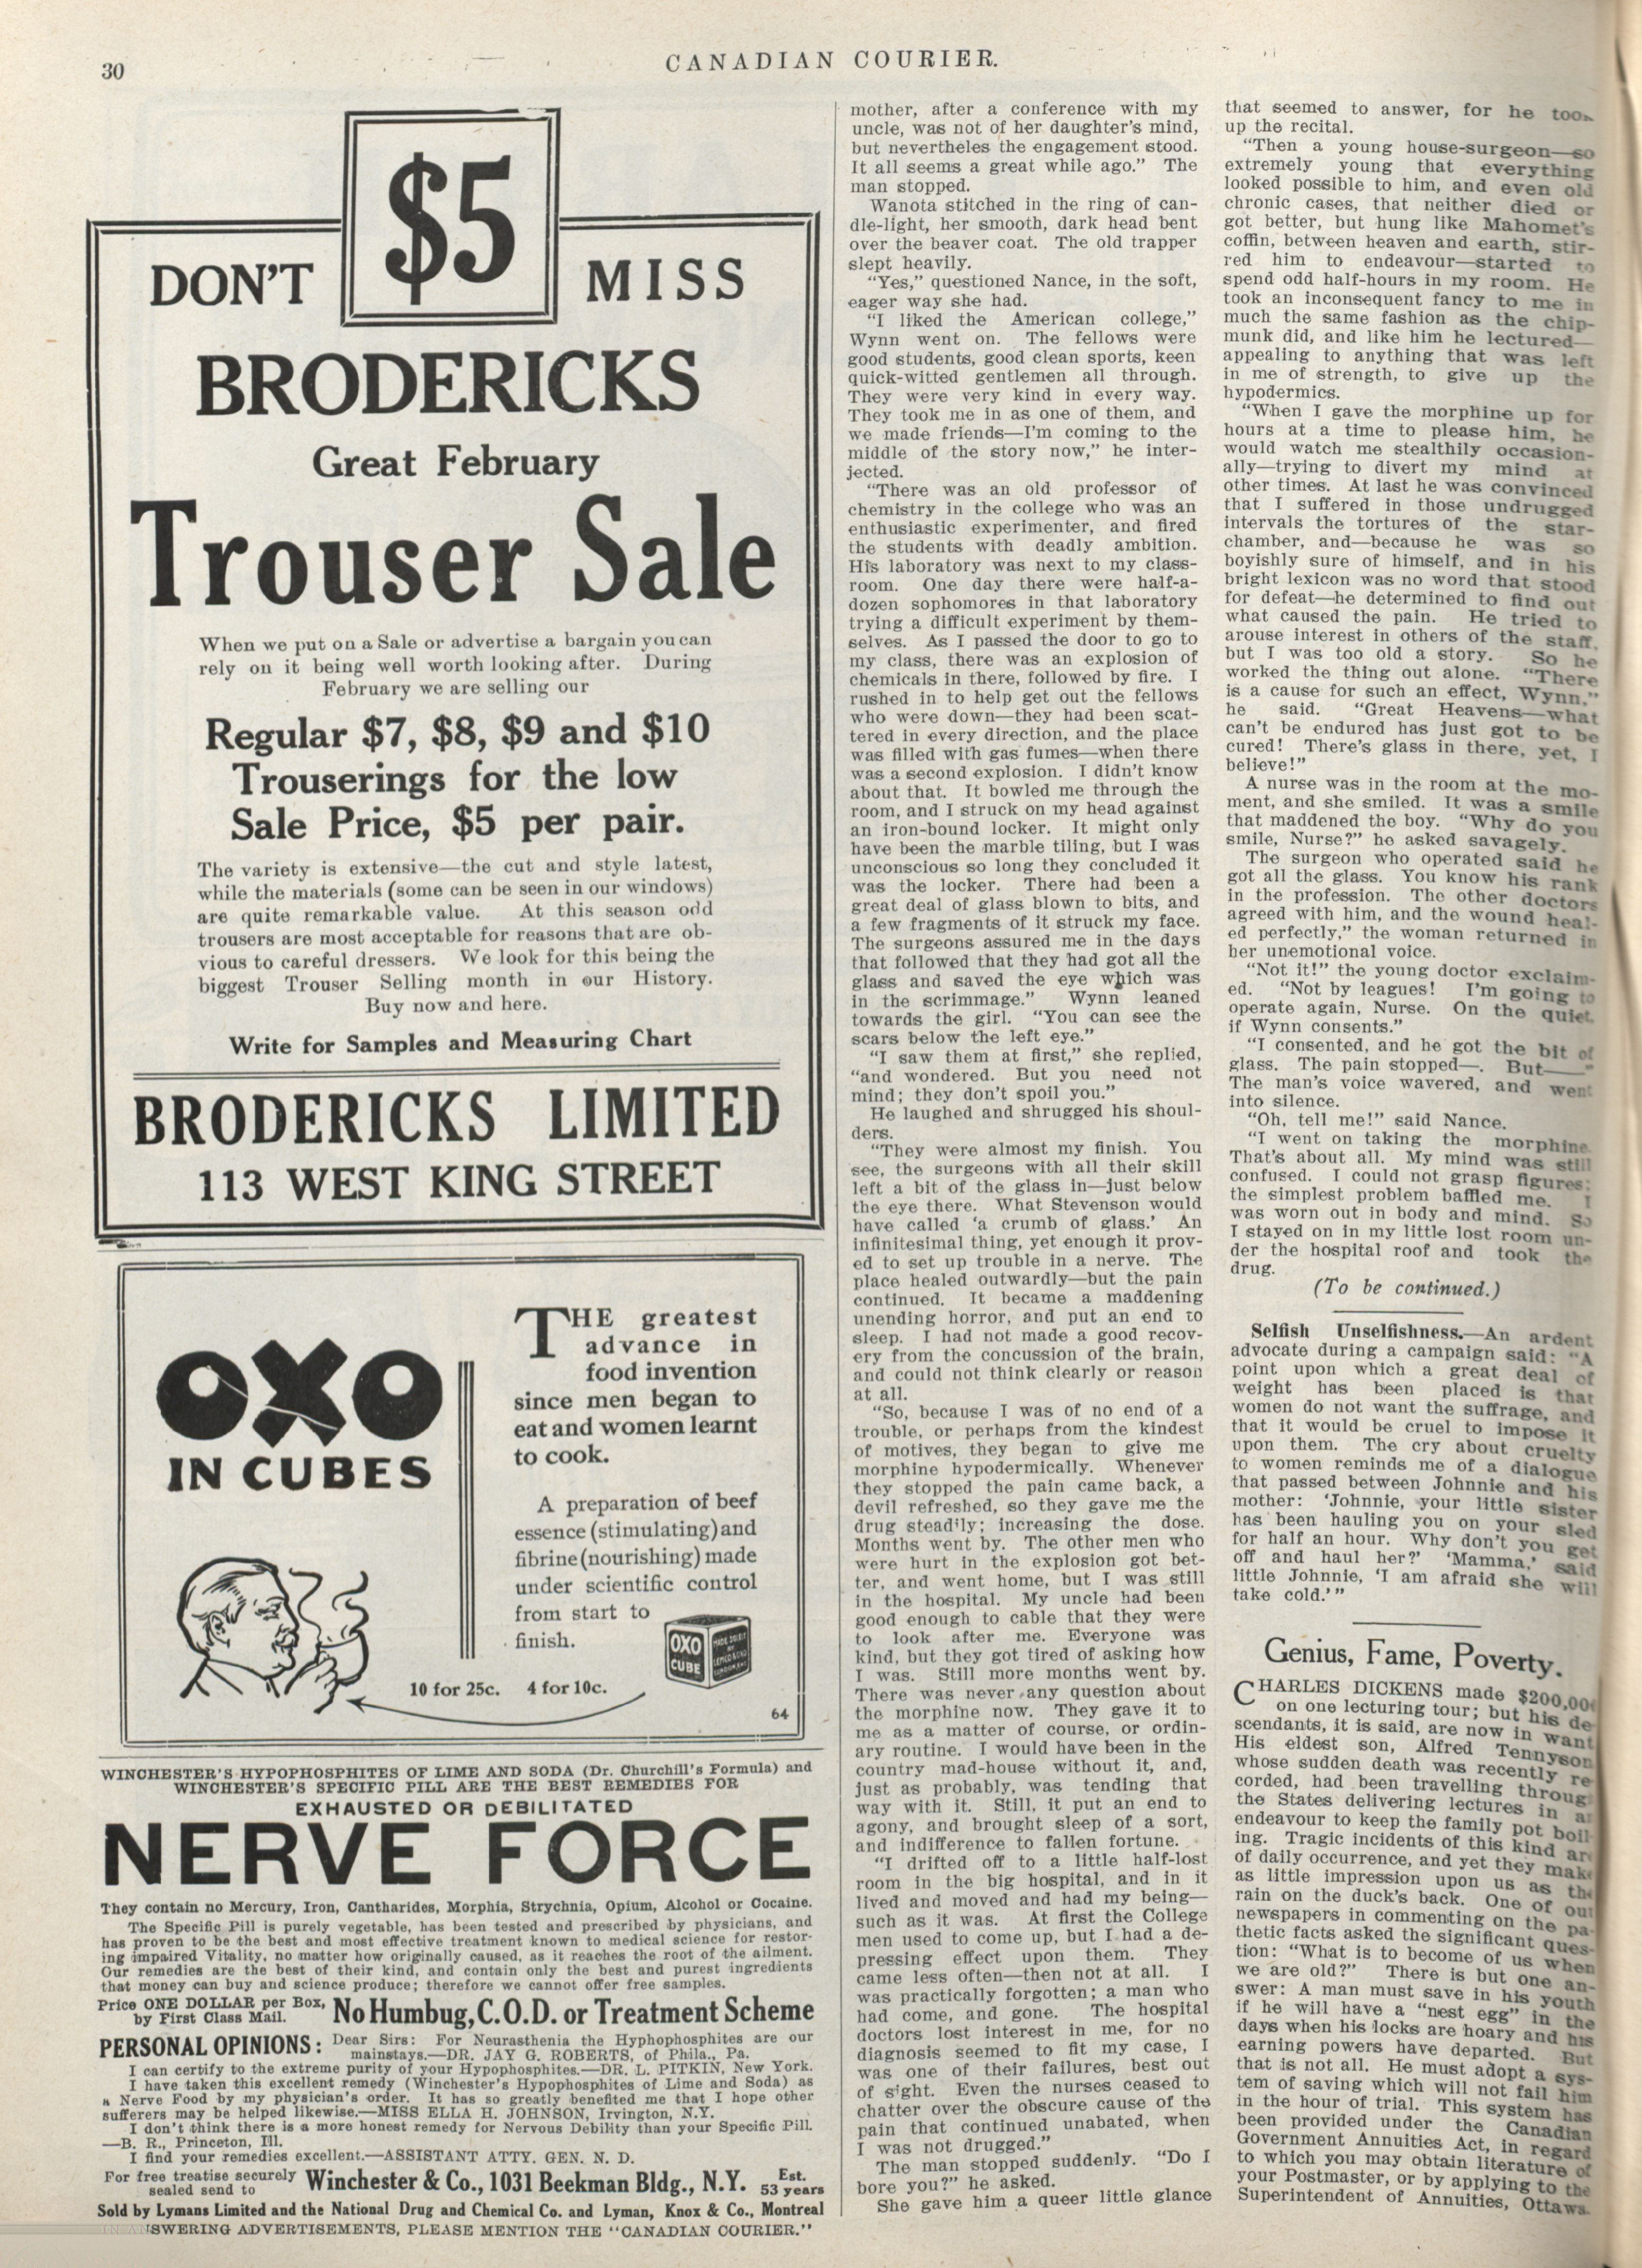 30
CANADIAN COURIER.
$5
DON'T
MISS
BRODERICKS
Great February
Trouser Sale
When we put on a Sale or advertise a bargain you can
rely on it being well worth looking after. During
February we are selling our
Regular $7, $8, $9 and $10
Trouserings for the low
Sale Price, $5 per pair.
The variety is extensive—the cut and style latest,
while the materials (some can be seen in our windows)
are quite remarkable value. At this season odd
trousers are most acceptable for reasons that are ob-
vious to careful dressers. We look for this being the
biggest Trouser Selling month in our History.
Buy now and here.
Write for Samples and Measuring Chart
BRODERICKS LIMITED
113 WEST KING STREET
OXO
IN CUBES
THE greatest
advance in
food invention
since men began to
eat and women learnt
to cook.
A preparation of beef
essence (stimulating) and
fibrine (nourishing) made
under scientific control
from start to
finish.
OXO
CUBE
10 for 25c. 4 for 10c.
64
WINCHESTER'S HYPOPHOSPHITES OF LIME AND SODA (Dr. Churchill's Formula) and
WINCHESTER'S SPECIFIC PILL ARE THE BEST REMEDIES FOR
EXHAUSTED OR DEBILITATED
NERVE FORCE
They contain no Mercury, Iron, Cantharides, Morphia, Strychnia, Opium, Alcohol or Cocaine.
The Specific Pill is purely vegetable, has been tested and prescribed by physicians, and
has proven to be the best and most effective treatment known to medical science for restor-
ing impaired Vitality, no matter how originally caused, as it reaches the root of the ailment.
Our remedies are the best of their kind, and contain only the best and purest ingredients
that money can buy and science produce; therefore we cannot offer free samples.
Price ONE DOLLAR per Box,
by First Class Mail.
No Humbug, C.O.D. or Treatment Scheme
PERSONAL OPINIONS: Dear Sirs: For Neurasthenia the Hyphophosphites are our
mainstays.—DR. JAY G. ROBERTS, of Phila., Pa.
I can certify to the extreme purity of your Hypophosphites.—DR. L. PITKIN, New York.
I have taken this excellent remedy (Winchester's Hypophosphites of Lime and Soda) as
a Nerve Food by my physician's order. It has so greatly benefited me that I hope other
sufferers may be helped likewise.—MISS ELLA H. JOHNSON, Irvington, N.Y.
I don't think there is a more honest remedy for Nervous Debility than your Specific Pill.
—B. R., Princeton, Ill.
I find your remedies excellent.—ASSISTANT ATTY. GEN. N. D.
For free treatise securely
sealed send to
Winchester & Co., 1031 Beekman Bldg., N.Y.
Est.
53 years
Sold by Lymans Limited and the National Drug and Chemical Co. and Lyman, Knox & Co., Montreal
IN ANSWERING ADVERTISEMENTS, PLEASE MENTION THE "CANADIAN COURIER."
mother, after a conference with my
uncle, was not of her daughter's mind,
but nevertheles the engagement stood.
It all seems a great while ago." The
man stopped.
Wanota stitched in the ring of can-
dle-light, her smooth, dark head bent
over the beaver coat. The old trapper
slept heavily.
"Yes," questioned Nance, in the soft,
eager way she had.
"I liked the American college,"
Wynn went on. The fellows were
good students, good clean sports, keen
quick-witted gentlemen all through.
They were very kind in every way.
They took me in as one of them, and
we made friends—I'm coming to the
middle of the story now," he inter-
jected.
"There was an old professor of
chemistry in the college who was an
enthusiastic experimenter, and fired
the students with deadly ambition.
His laboratory was next to my class-
room. One day there were half-a-
dozen sophomores in that laboratory
trying a difficult experiment by them-
selves. As I passed the door to go to
my class, there was an explosion of
chemicals in there, followed by fire. I
rushed in to help get out the fellows
who were down—they had been scat-
tered in every direction, and the place
was filled with gas fumes—when there
was a second explosion. I didn't know
about that. It bowled me through the
room, and I struck on my head against
an iron-bound locker. It might only
have been the marble tiling, but I was
unconscious so long they concluded it
was the locker. There had been a
great deal of glass blown to bits, and
a few fragments of it struck my face.
The surgeons assured me in the days
that followed that they had got all the
glass and saved the eye which was
in the scrimmage." Wynn leaned
towards the girl. "You can see the
scars below the left eye."
"I saw them at first," she replied,
"and wondered. But you need not
mind; they don't spoil you."
He laughed and shrugged his shoul-
ders.
"They were almost my finish. You
see, the surgeons with all their skill
left a bit of the glass in—just below
the eye there. What Stevenson would
have called 'a crumb of glass.' An
infinitesimal thing, yet enough it prov-
ed to set up trouble in a nerve. The
place healed outwardly—but the pain
continued. It became a maddening
unending horror, and put an end to
sleep. I had not made a good recov-
ery from the concussion of the brain,
and could not think clearly or reason
at all.
"So, because I was of no end of a
trouble, or perhaps from the kindest
of motives, they began to give me
morphine hypodermically. Whenever
they stopped the pain came back, a
devil refreshed, so they gave me the
drug steadily; increasing the dose.
Months went by. The other men who
were hurt in the explosion got bet-
ter, and went home, but I was still
in the hospital. My uncle had been
good enough to cable that they were
to look after me. Everyone was
kind, but they got tired of asking how
I was. Still more months went by.
There was never any question about
the morphine now. They gave it to
me as a matter of course, or ordin-
ary routine. I would have been in the
country mad-house without it, and,
just as probably, was tending that
way with it. Still, it put an end to
agony, and brought sleep of a sort,
and indifference to fallen fortune.
"I drifted off to a little half-lost
room in the big hospital, and in it
lived and moved and had my being—
such as it was. At first the College
men used to come up, but I had a de-
pressing effect upon them. They
came less often—then not at all. I
was practically forgotten; a man who
had come, and gone. The hospital
doctors lost interest in me, for no
diagnosis seemed to fit my case, I
was one of their failures, best out
of sight. Even the nurses ceased to
chatter over the obscure cause of the
pain that continued unabated, when
I was not drugged."
The man stopped suddenly. "Do I
bore you?" he asked.
She gave him a queer little glance
that seemed to answer, for he took
up the recital.
"Then a young house-surgeon—so
extremely young that everything
looked possible to him, and even old
chronic cases, that neither died or
got better, but hung like Mahomet's
coffin, between heaven and earth, stir-
red him to endeavour—started to
spend odd half-hours in my room. He
took an inconsequent fancy to me in
much the same fashion as the chip-
munk did, and like him he lectured—
appealing to anything that was left
in me of strength, to give up the
hypodermics.
"When I gave the morphine up for
hours at a time to please him, he
would watch me stealthily occasion-
ally—trying to divert my mind at
other times. At last he was convinced
that I suffered in those undrugged
intervals the tortures of the star-
chamber, and—because he was so
boyishly sure of himself, and in his
bright lexicon was no word that stood
for defeat—he determined to find out
what caused the pain. He tried to
arouse interest in others of the staff,
but I was too old a story. So he
worked the thing out alone. "There
is a cause for such an effect, Wynn,"
he said. "Great Heavens—what
can't be endured has just got to be
cured! There's glass in there, yet, I
believe!"
A nurse was in the room at the mo-
ment, and she smiled. It was a smile
that maddened the boy. "Why do you
smile, Nurse?" he asked savagely.
The surgeon who operated said he
got all the glass. You know his rank
in the profession. The other doctors
agreed with him, and the wound heal-
ed perfectly," the woman returned in
her unemotional voice.
"Not it!" the young doctor exclaim-
ed. "Not by leagues! I'm going to
operate again, Nurse. On the quiet,
if Wynn consents."
"I consented, and he got the bit of
glass. The pain stopped—. But——"
The man's voice wavered, and went
into silence.
"Oh, tell me!" said Nance.
"I went on taking the morphine.
That's about all. My mind was still
confused. I could not grasp figures;
the simplest problem baffled me. I
was worn out in body and mind. So
I stayed on in my little lost room un-
der the hospital roof and took the
drug.
(To be continued.)
Selfish Unselfishness.—An ardent
advocate during a campaign said: "A
point upon which a great deal of
weight has been placed is that
women do not want the suffrage, and
that it would be cruel to impose it
upon them. The cry about cruelty
to women reminds me of a dialogue
that passed between Johnnie and his
mother: 'Johnnie, your little sister
has been hauling you on your sled
for half an hour. Why don't you get
off and haul her?' 'Mamma,' said
little Johnnie, 'I am afraid she will
take cold.'"
Genius, Fame, Poverty.
CHARLES DICKENS made $200,000
on one lecturing tour; but his de
scendants, it is said, are now in want
His eldest son, Alfred Tennyson
whose sudden death was recently re
corded, had been travelling throug
the States delivering lectures in a
endeavour to keep the family pot boil
ing. Tragic incidents of this kind ar
of daily occurrence, and yet they make
as little impression upon us as the
rain on the duck's back. One of our
newspapers in commenting on the pa-
thetic facts asked the significant ques-
tion: "What is to become of us when
we are old?" There is but one an-
swer: A man must save in his youth
if he will have a "nest egg" in the
days when his locks are hoary and his
earning powers have departed. But
that is not all. He must adopt a sys-
tem of saving which will not fail him
in the hour of trial. This system has
been provided under the Canadian
Government Annuities Act, in regard
to which you may obtain literature of
your Postmaster, or by applying to the
Superintendent of Annuities, Ottawa.